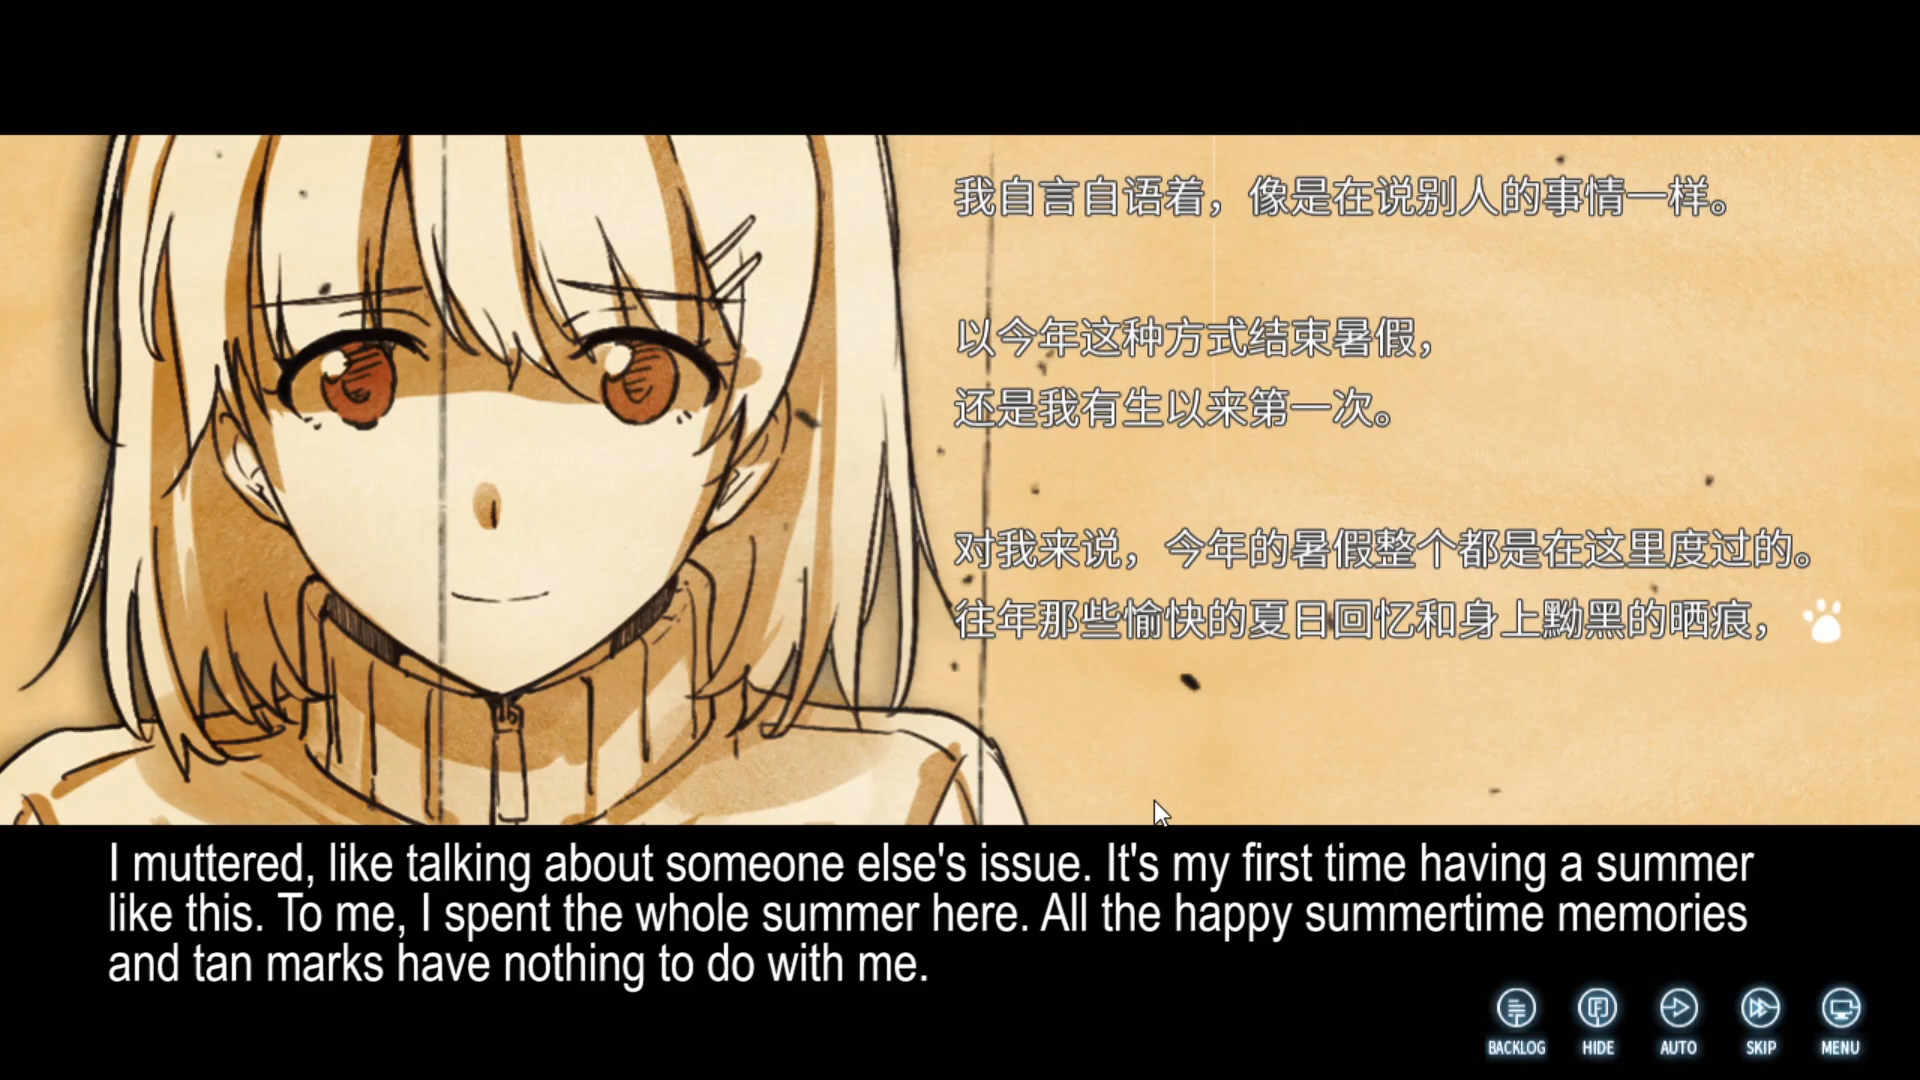 我自言自语着，像是在说别人的事情一样。
以今年这种方式结束暑假，
还是我有生以来第一次。
对我来说，今年的暑假整个都是在这里度过的。
往年那些愉快的夏日回忆和身上黝黑的晒痕，
I muttered, like talking about someone else's issue. It's my first time having a summer
like this. To me, I spent the whole summer here. All the happy summertime memories
and tan marks have nothing to do with me.
BACKLOG HIDE AUTO SKIP MENU